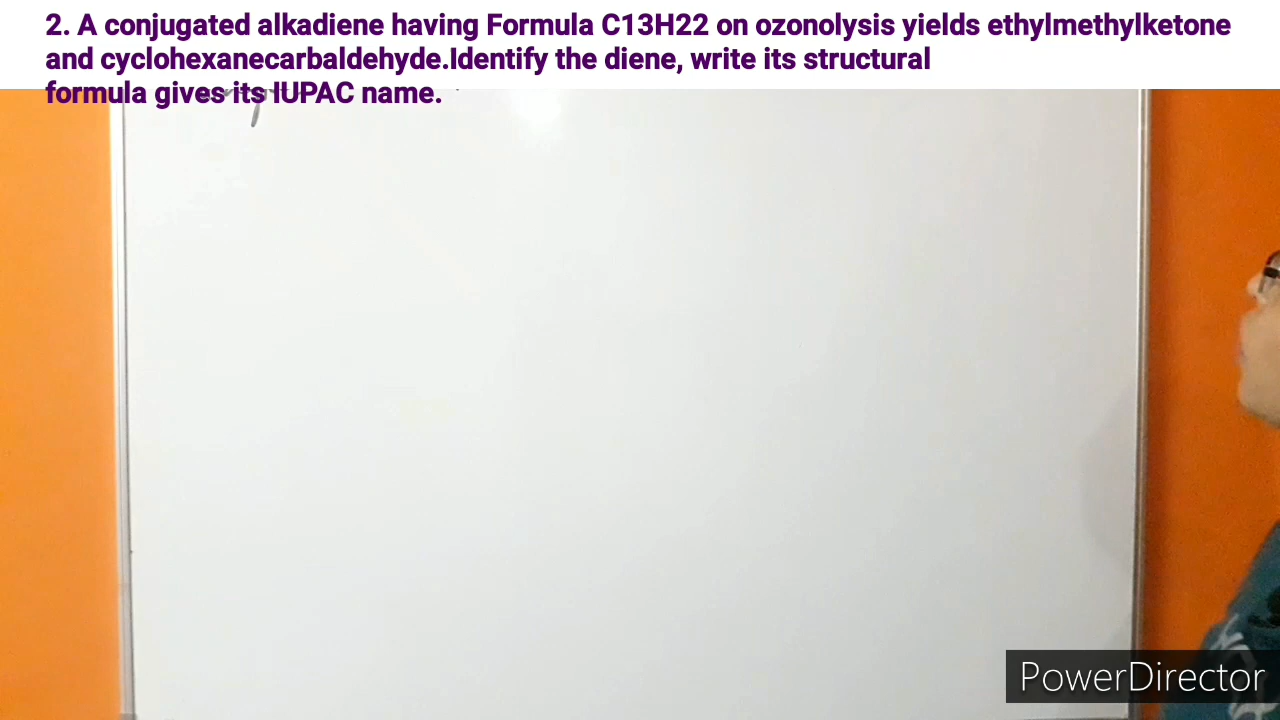 2. A conjugated alkadiene having Formula C13H22 on ozonolysis yields ethylmethylketone
and cyclohexanecarbaldehyde.Identify the diene, write its structural
formula gives its IUPAC name.
PowerDirector